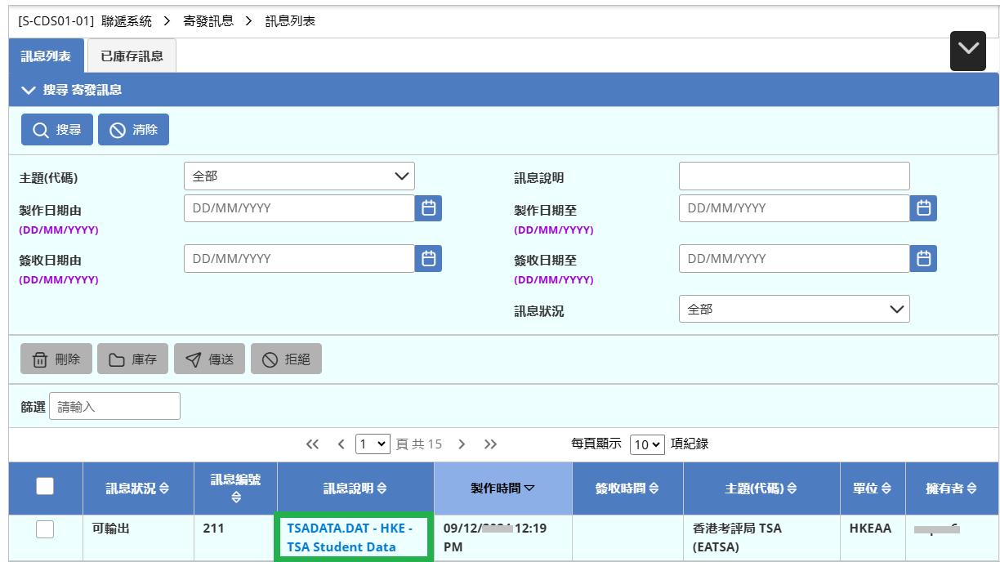 [S-CDS01-01] 聯遞系統 > 寄發訊息 > 訊息列表
訊息列表 已庫存訊息
搜尋 寄發訊息
搜尋 清除
主題(代碼) 全部 訊息說明
製作日期由 DD/MM/YYYY 製作日期至 DD/MM/YYYY
(DD/MM/YYYY) (DD/MM/YYYY)
簽收日期由 DD/MM/YYYY 簽收日期至 DD/MM/YYYY
(DD/MM/YYYY) (DD/MM/YYYY)
訊息狀況 全部
刪除 庫存 傳送 拒絕
篩選 請輸入
1 頁 共 15 每頁顯示 10 項紀錄
訊息狀況 訊息編號 訊息說明 製作時間 簽收時間 主題(代碼) 單位 擁有者
可輸出 211 TSADATA.DAT - HKE - 09/12/ 12:19 香港考評局 TSA HKEAA
TSA Student Data PM (EATSA)